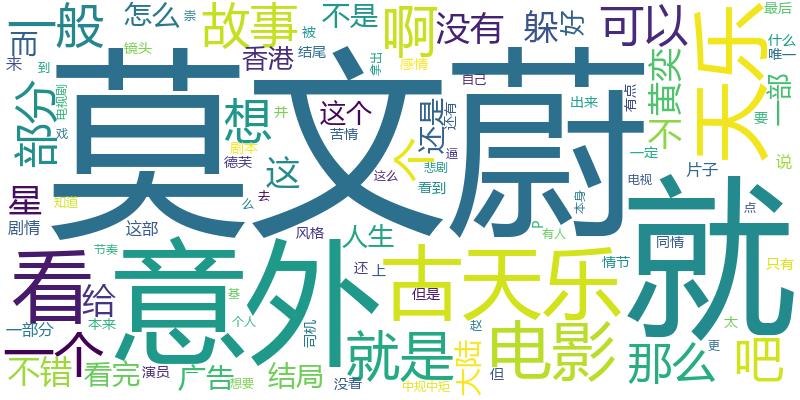 一般
怎么
崇
故事
不是
被
啊
没有
躲
好
可以
天乐
最后
什么
唯一
而
来
镜头
香港
结尾
拿出
感情
自己
有点
黄奕
一部
到
电视剧
部分
戏
莫文蔚
想
并
这个
苦情
还是
还有
出来
不
要
说
剧本
德芙
这
个
悲剧
逼
一定
片子
星
知道
么
去
这么
看到
电视
本身
剧情
这部
风格
P
有人
点
就
看
节奏
意外
人生
古天乐
同情
情节
只有
给
还
上
但是
一部分
本来
基
个人
司机
赵
太
更
一个
就是
电影
那么
吧
不错
看完
演员
广告
想要
结局
没看
中规中矩
大陆
但